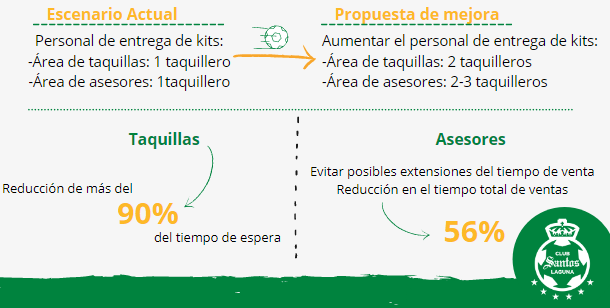 Escenario Actual
Personal de entrega de kits:
-Área de taquillas: 1 taquillero
-Área de asesores: 1taquillero
Propuesta de mejora
Aumentar el personal de entrega de kits:
-Área de taquillas: 2 taquilleros
-Área de asesores: 2-3 taquilleros
Taquillas
Reducción de más del
90%
del tiempo de espera
Asesores
Evitar posibles extensiones del tiempo de venta
Reducción en el tiempo total de ventas
56%
CLUB
Santos
LAGUNA